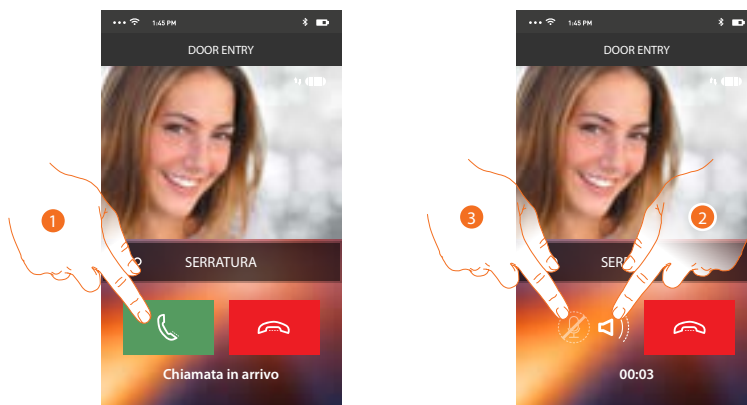 1:45 PM
DOOR ENTRY
1
SERRATURA
Chiamata in arrivo
1:45 PM
DOOR ENTRY
3
2
SER
00:03